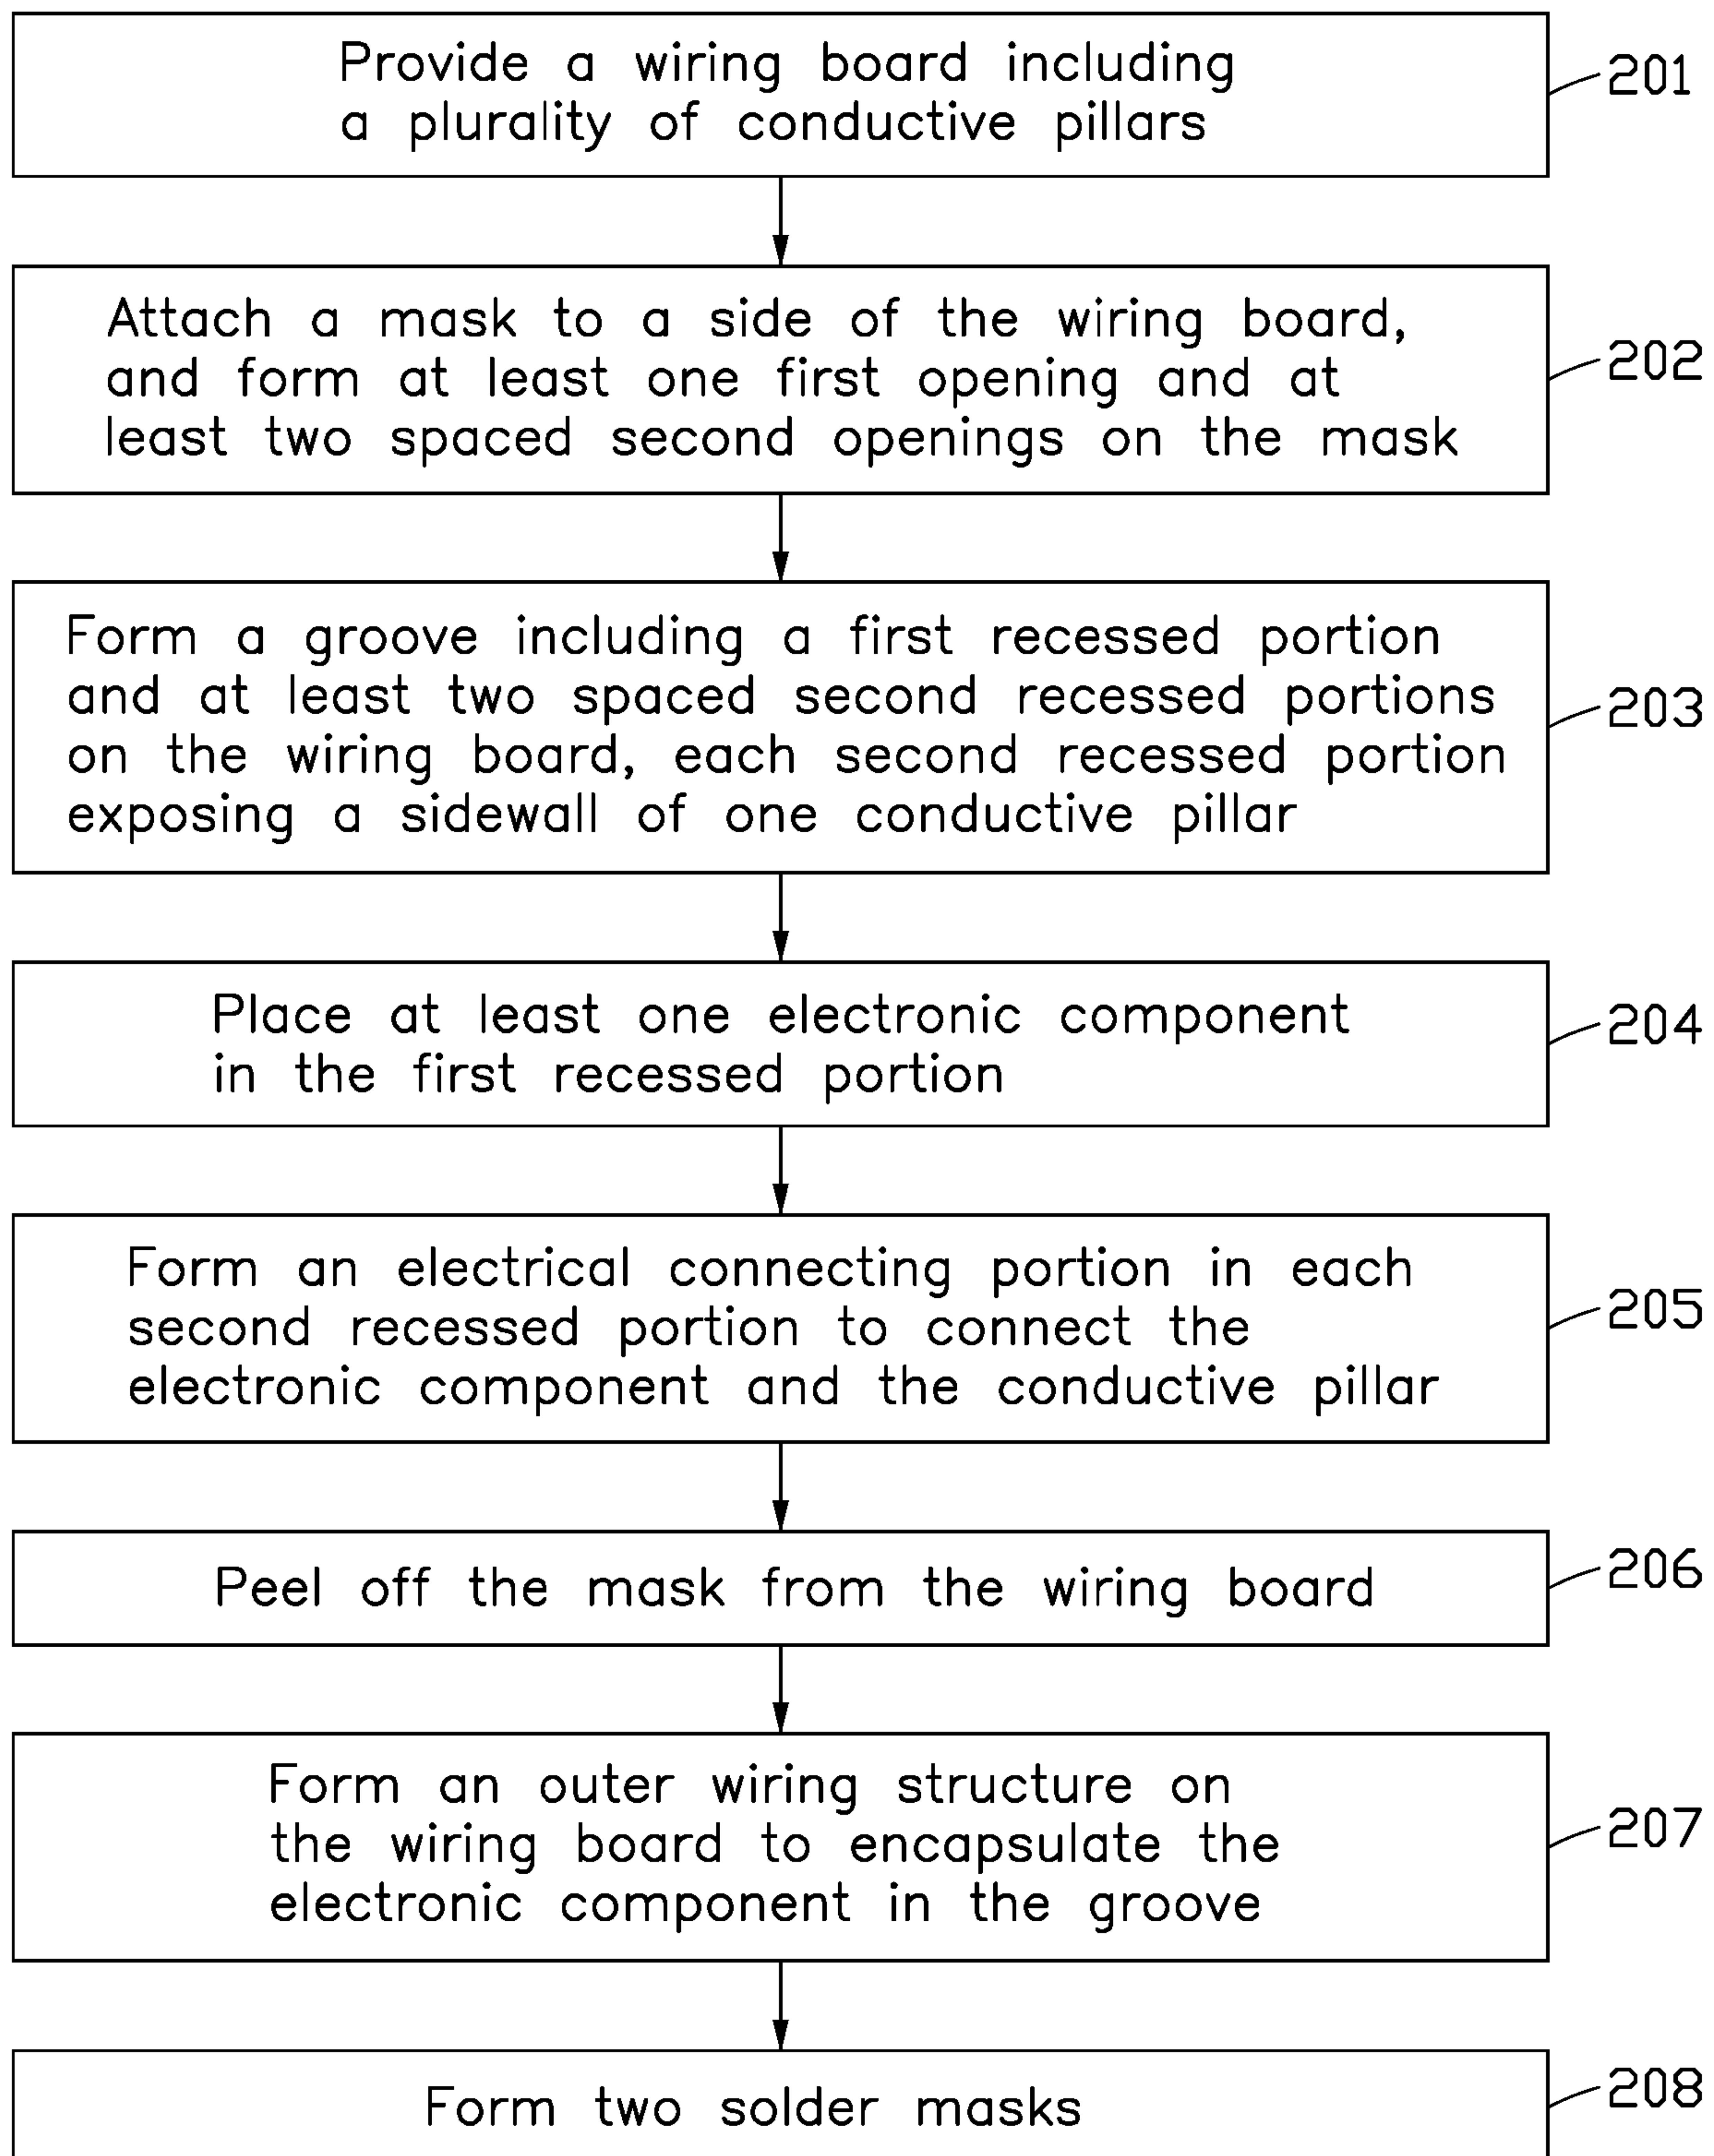 Provide a wiring board including
a plurality of conductive pillars
201
Attach a mask to a side of the wiring board,
and form at least one first opening and at
least two spaced second openings on the mask
202
Form a groove including a first recessed portion
and at least two spaced second recessed portions
on the wiring board, each second recessed portion
exposing a sidewall of one conductive pillar
203
Place at least one electronic component
in the first recessed portion
204
Form an electrical connecting portion in each
second recessed portion to connect the
electronic component and the conductive pillar
205
Peel off the mask from the wiring board
206
Form an outer wiring structure on
the wiring board to encapsulate the
electronic component in the groove
207
Form two solder masks
208